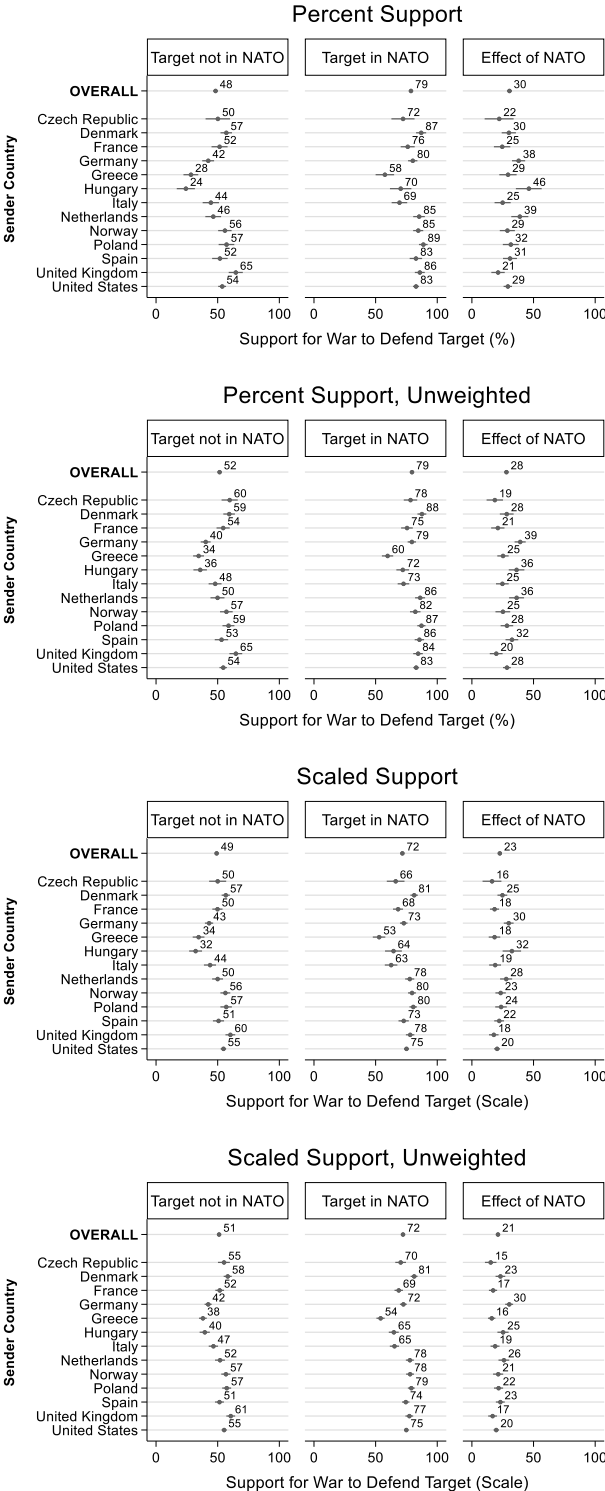 Percent Support
Target not in NATO Target in NATO Effect of NATO
OVERALL 48 79 30
Czech Republic 50 72 22
Denmark 57 87 30
France 52 76 25
Germany 42 80 38
Greece 28 58 29
Hungary 24 70 46
Italy 44 69 25
Netherlands 46 85 39
Norway 56 85 29
Poland 57 89 32
Spain 52 83 31
United Kingdom 65 86 21
United States 54 83 29
Sender Country
0 50 100 0 50 100 0 50 100
Support for War to Defend Target (%)
Percent Support, Unweighted
Target not in NATO Target in NATO Effect of NATO
OVERALL 52 79 28
Czech Republic 60 78 19
Denmark 59 88 28
France 54 75 21
Germany 40 79 39
Greece 34 60 25
Hungary 36 72 36
Italy 48 73 25
Netherlands 50 86 36
Norway 57 82 25
Poland 59 87 28
Spain 53 86 32
United Kingdom 65 84 20
United States 54 83 28
Sender Country
0 50 100 0 50 100 0 50 100
Support for War to Defend Target (%)
Scaled Support
Target not in NATO Target in NATO Effect of NATO
OVERALL 49 72 23
Czech Republic 50 66 16
Denmark 57 81 25
France 50 68 18
Germany 43 73 30
Greece 34 53 18
Hungary 32 64 32
Italy 44 63 19
Netherlands 50 78 28
Norway 56 80 23
Poland 57 80 24
Spain 51 73 22
United Kingdom 60 78 18
United States 55 75 20
Sender Country
0 50 100 0 50 100 0 50 100
Support for War to Defend Target (Scale)
Scaled Support, Unweighted
Target not in NATO Target in NATO Effect of NATO
OVERALL 51 72 21
Czech Republic 55 70 15
Denmark 58 81 23
France 52 69 17
Germany 42 72 30
Greece 38 54 16
Hungary 40 65 25
Italy 47 65 19
Netherlands 52 78 26
Norway 57 78 21
Poland 57 79 22
Spain 51 74 23
United Kingdom 61 77 17
United States 55 75 20
Sender Country
0 50 100 0 50 100 0 50 100
Support for War to Defend Target (Scale)